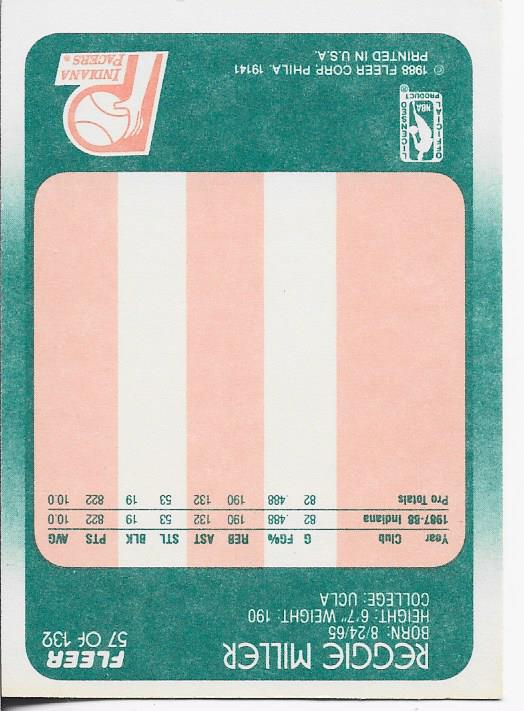 REGGIE MILLER
BORN: 8/24/65
HEIGHT: 6'7" WEIGHT: 190
COLLEGE: UCLA
FLEER
57 OF 132
Year Club G FG% REB AST STL BLK PTS AVG
1987-88 Indiana 82 .488 190 132 53 19 822 10.0
Pro Totals 82 .488 190 132 53 19 822 10.0
OFFICIAL
NBA
PRODUCT
LICENSED
®
© 1988 FLEER CORP. PHILA. 19141
PRINTED IN U.S.A.
INDIANA
PACERS ®